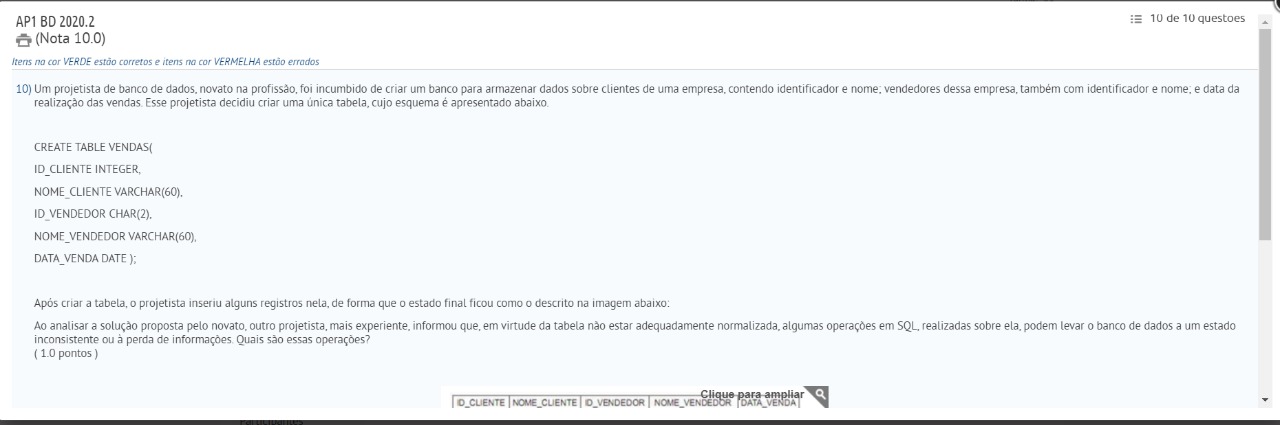 AP1 BD 2020.2
10 de 10 questoes
(Nota 10.0)
Itens na cor VERDE estão corretos e itens na cor VERMELHA estão errados
10) Um projetista de banco de dados, novato na profissão, foi incumbido de criar um banco para armazenar dados sobre clientes de uma empresa, contendo identificador e nome; vendedores dessa empresa, também com identificador e nome; e data da
realização das vendas. Esse projetista decidiu criar uma única tabela, cujo esquema é apresentado abaixo.
CREATE TABLE VENDAS(
ID_CLIENTE INTEGER,
NOME_CLIENTE VARCHAR(60),
ID_VENDEDOR CHAR(2),
NOME_VENDEDOR VARCHAR(60),
DATA_VENDA DATE );
Após criar a tabela, o projetista inseriu alguns registros nela, de forma que o estado final ficou como o descrito na imagem abaixo:
Ao analisar a solução proposta pelo novato, outro projetista, mais experiente, informou que, em virtude da tabela não estar adequadamente normalizada, algumas operações em SQL, realizadas sobre ela, podem levar o banco de dados a um estado
inconsistente ou à perda de informações. Quais são essas operações?
( 1.0 pontos )
Clique para ampliar
ID_CLIENTE NOME_CLIENTE ID_VENDEDOR NOME_VENDEDOR DATA_VENDA
Participantes